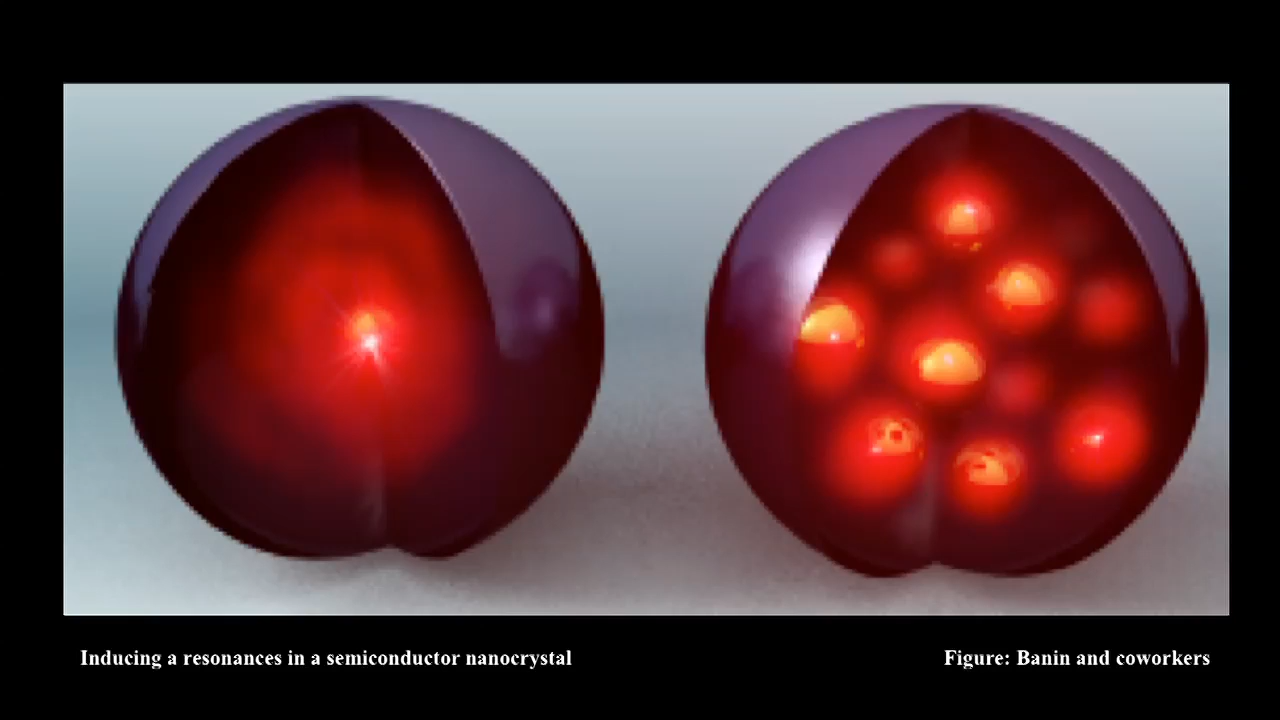 Inducing a resonances in a semiconductor nanocrystal
Figure: Banin and coworkers